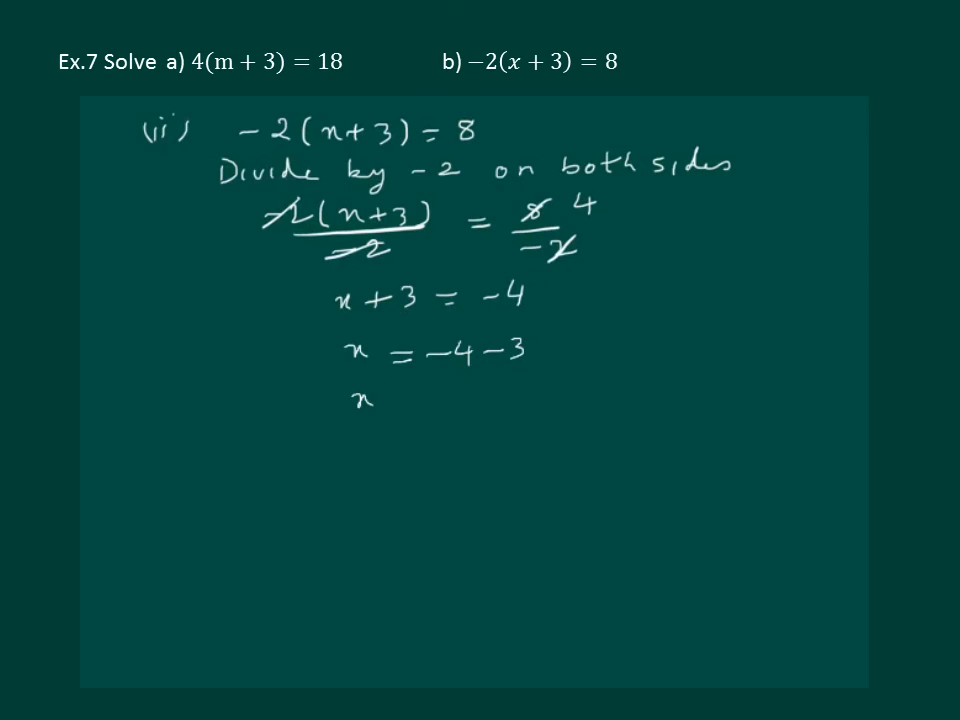 Ex.7 Solve a) 4(m + 3) = 18 b) −2(x + 3) = 8
(ii) - 2 (x + 3) = 8
Divide by - 2 on both sides
-2(x+3)/-2 = 8/-2 4
x + 3 = -4
x = -4 - 3
x